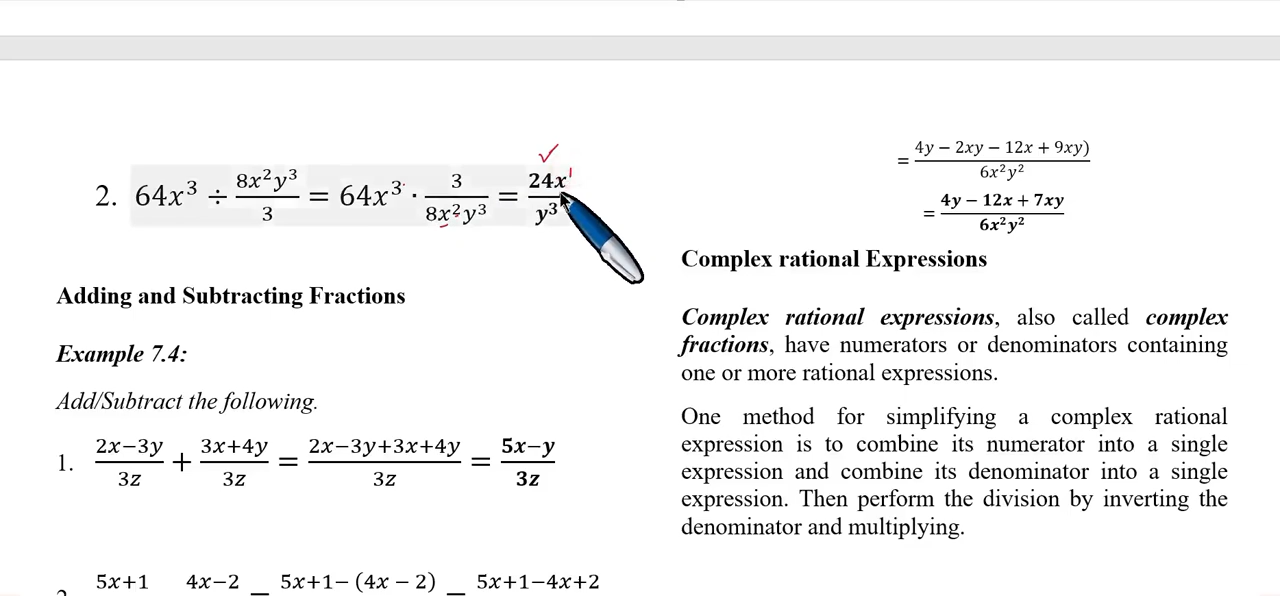 2. 64x³ ÷ 8x²y³/3 = 64x³ · 3/8x²y³ = 24x¹/y³ ✓
Adding and Subtracting Fractions
Example 7.4:
Add/Subtract the following.
1. 2x−3y/3z + 3x+4y/3z = 2x−3y+3x+4y/3z = 5x−y/3z
5x+1 4x−2 = 5x+1− (4x − 2) = 5x+1−4x+2
= 4y − 2xy − 12x + 9xy)/6x²y²
= 4y − 12x + 7xy/6x²y²
Complex rational Expressions
Complex rational expressions, also called complex
fractions, have numerators or denominators containing
one or more rational expressions.
One method for simplifying a complex rational
expression is to combine its numerator into a single
expression and combine its denominator into a single
expression. Then perform the division by inverting the
denominator and multiplying.